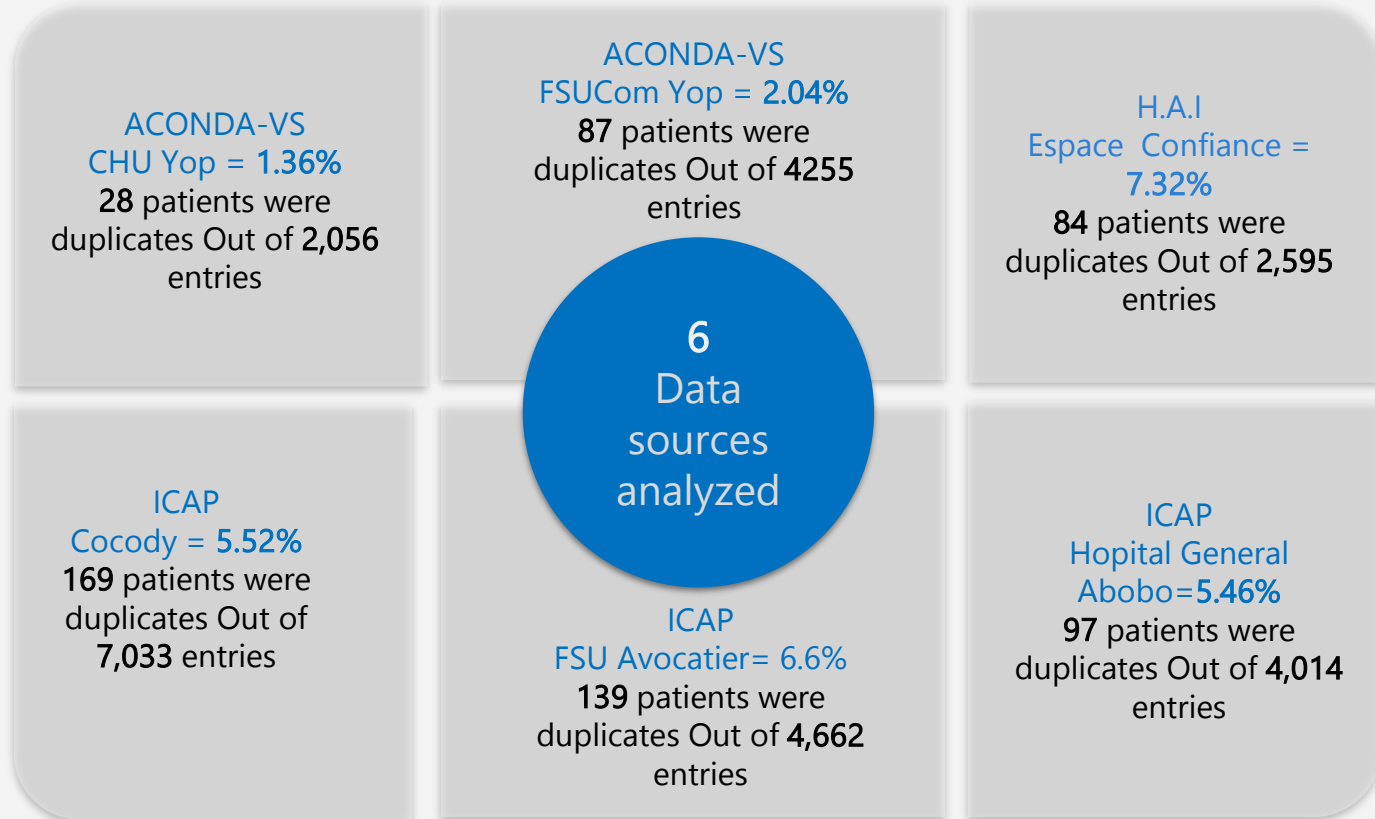 ACONDA-VS
CHU Yop = 1.36%
28 patients were
duplicates Out of 2,056
entries
ACONDA-VS
FSUCom Yop = 2.04%
87 patients were
duplicates Out of 4255
entries
H.A.I
Espace Confiance =
7.32%
84 patients were
duplicates Out of 2,595
entries
6
Data
sources
analyzed
ICAP
Cocody = 5.52%
169 patients were
duplicates Out of
7,033 entries
ICAP
FSU Avocatier= 6.6%
139 patients were
duplicates Out of 4,662
entries
ICAP
Hopital General
Abobo=5.46%
97 patients were
duplicates Out of 4,014
entries